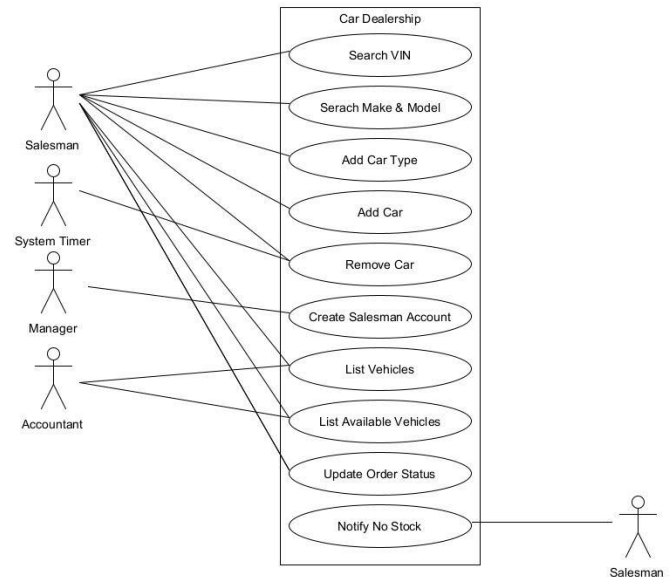 Car Dealership
Search VIN
Serach Make & Model
Salesman
Add Car Type
Add Car
System Timer
Remove Car
Create Salesman Account
Manager
List Vehicles
Accountant
List Available Vehicles
Update Order Status
Notify No Stock
Salesman